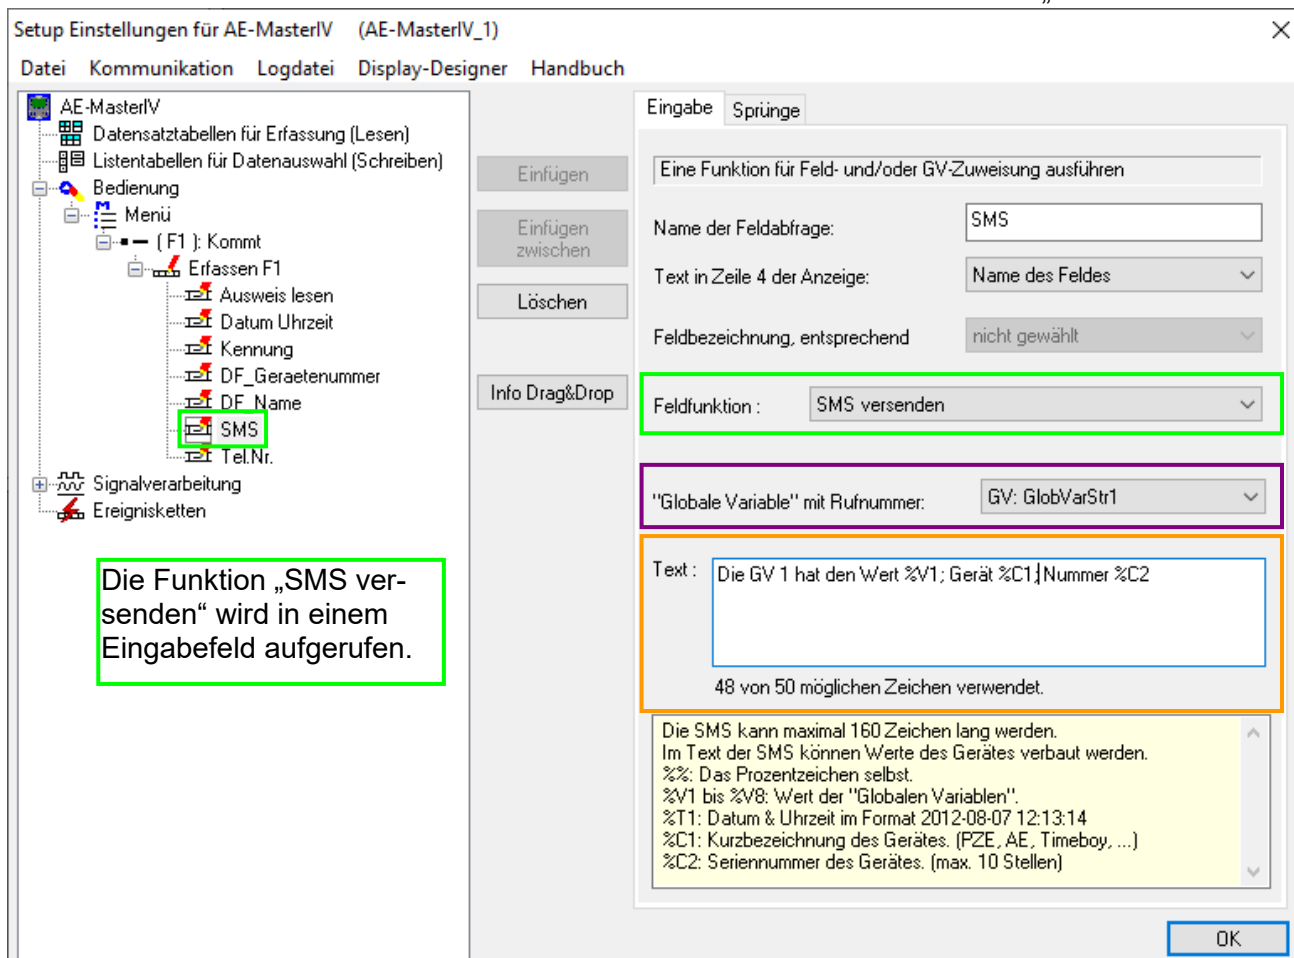 „
Setup Einstellungen für AE-MasterIV (AE-MasterIV_1)
Datei Kommunikation Logdatei Display-Designer Handbuch
AE-MasterIV
Datensatztabellen für Erfassung (Lesen)
Listentabellen für Datenauswahl (Schreiben)
Bedienung
Menü
( F1 ): Kommt
Erfassen F1
Ausweis lesen
Datum Uhrzeit
Kennung
DF_Geraetenummer
DF_Name
SMS
Tel.Nr.
Signalverarbeitung
Ereignisketten
Die Funktion „SMS ver-
senden“ wird in einem
Eingabefeld aufgerufen.
Einfügen
Einfügen
zwischen
Löschen
Info Drag&Drop
Eingabe Sprünge
Eine Funktion für Feld- und/oder GV-Zuweisung ausführen
Name der Feldabfrage: SMS
Text in Zeile 4 der Anzeige: Name des Feldes
Feldbezeichnung, entsprechend nicht gewählt
Feldfunktion : SMS versenden
"Globale Variable" mit Rufnummer: GV: GlobVarStr1
Text : Die GV 1 hat den Wert %V1; Gerät %C1; Nummer %C2
48 von 50 möglichen Zeichen verwendet.
Die SMS kann maximal 160 Zeichen lang werden.
Im Text der SMS können Werte des Gerätes verbaut werden.
%%: Das Prozentzeichen selbst.
%V1 bis %V8: Wert der "Globalen Variablen".
%T1: Datum & Uhrzeit im Format 2012-08-07 12:13:14
%C1: Kurzbezeichnung des Gerätes. (PZE, AE, Timeboy, ...)
%C2: Seriennummer des Gerätes. (max. 10 Stellen)
OK